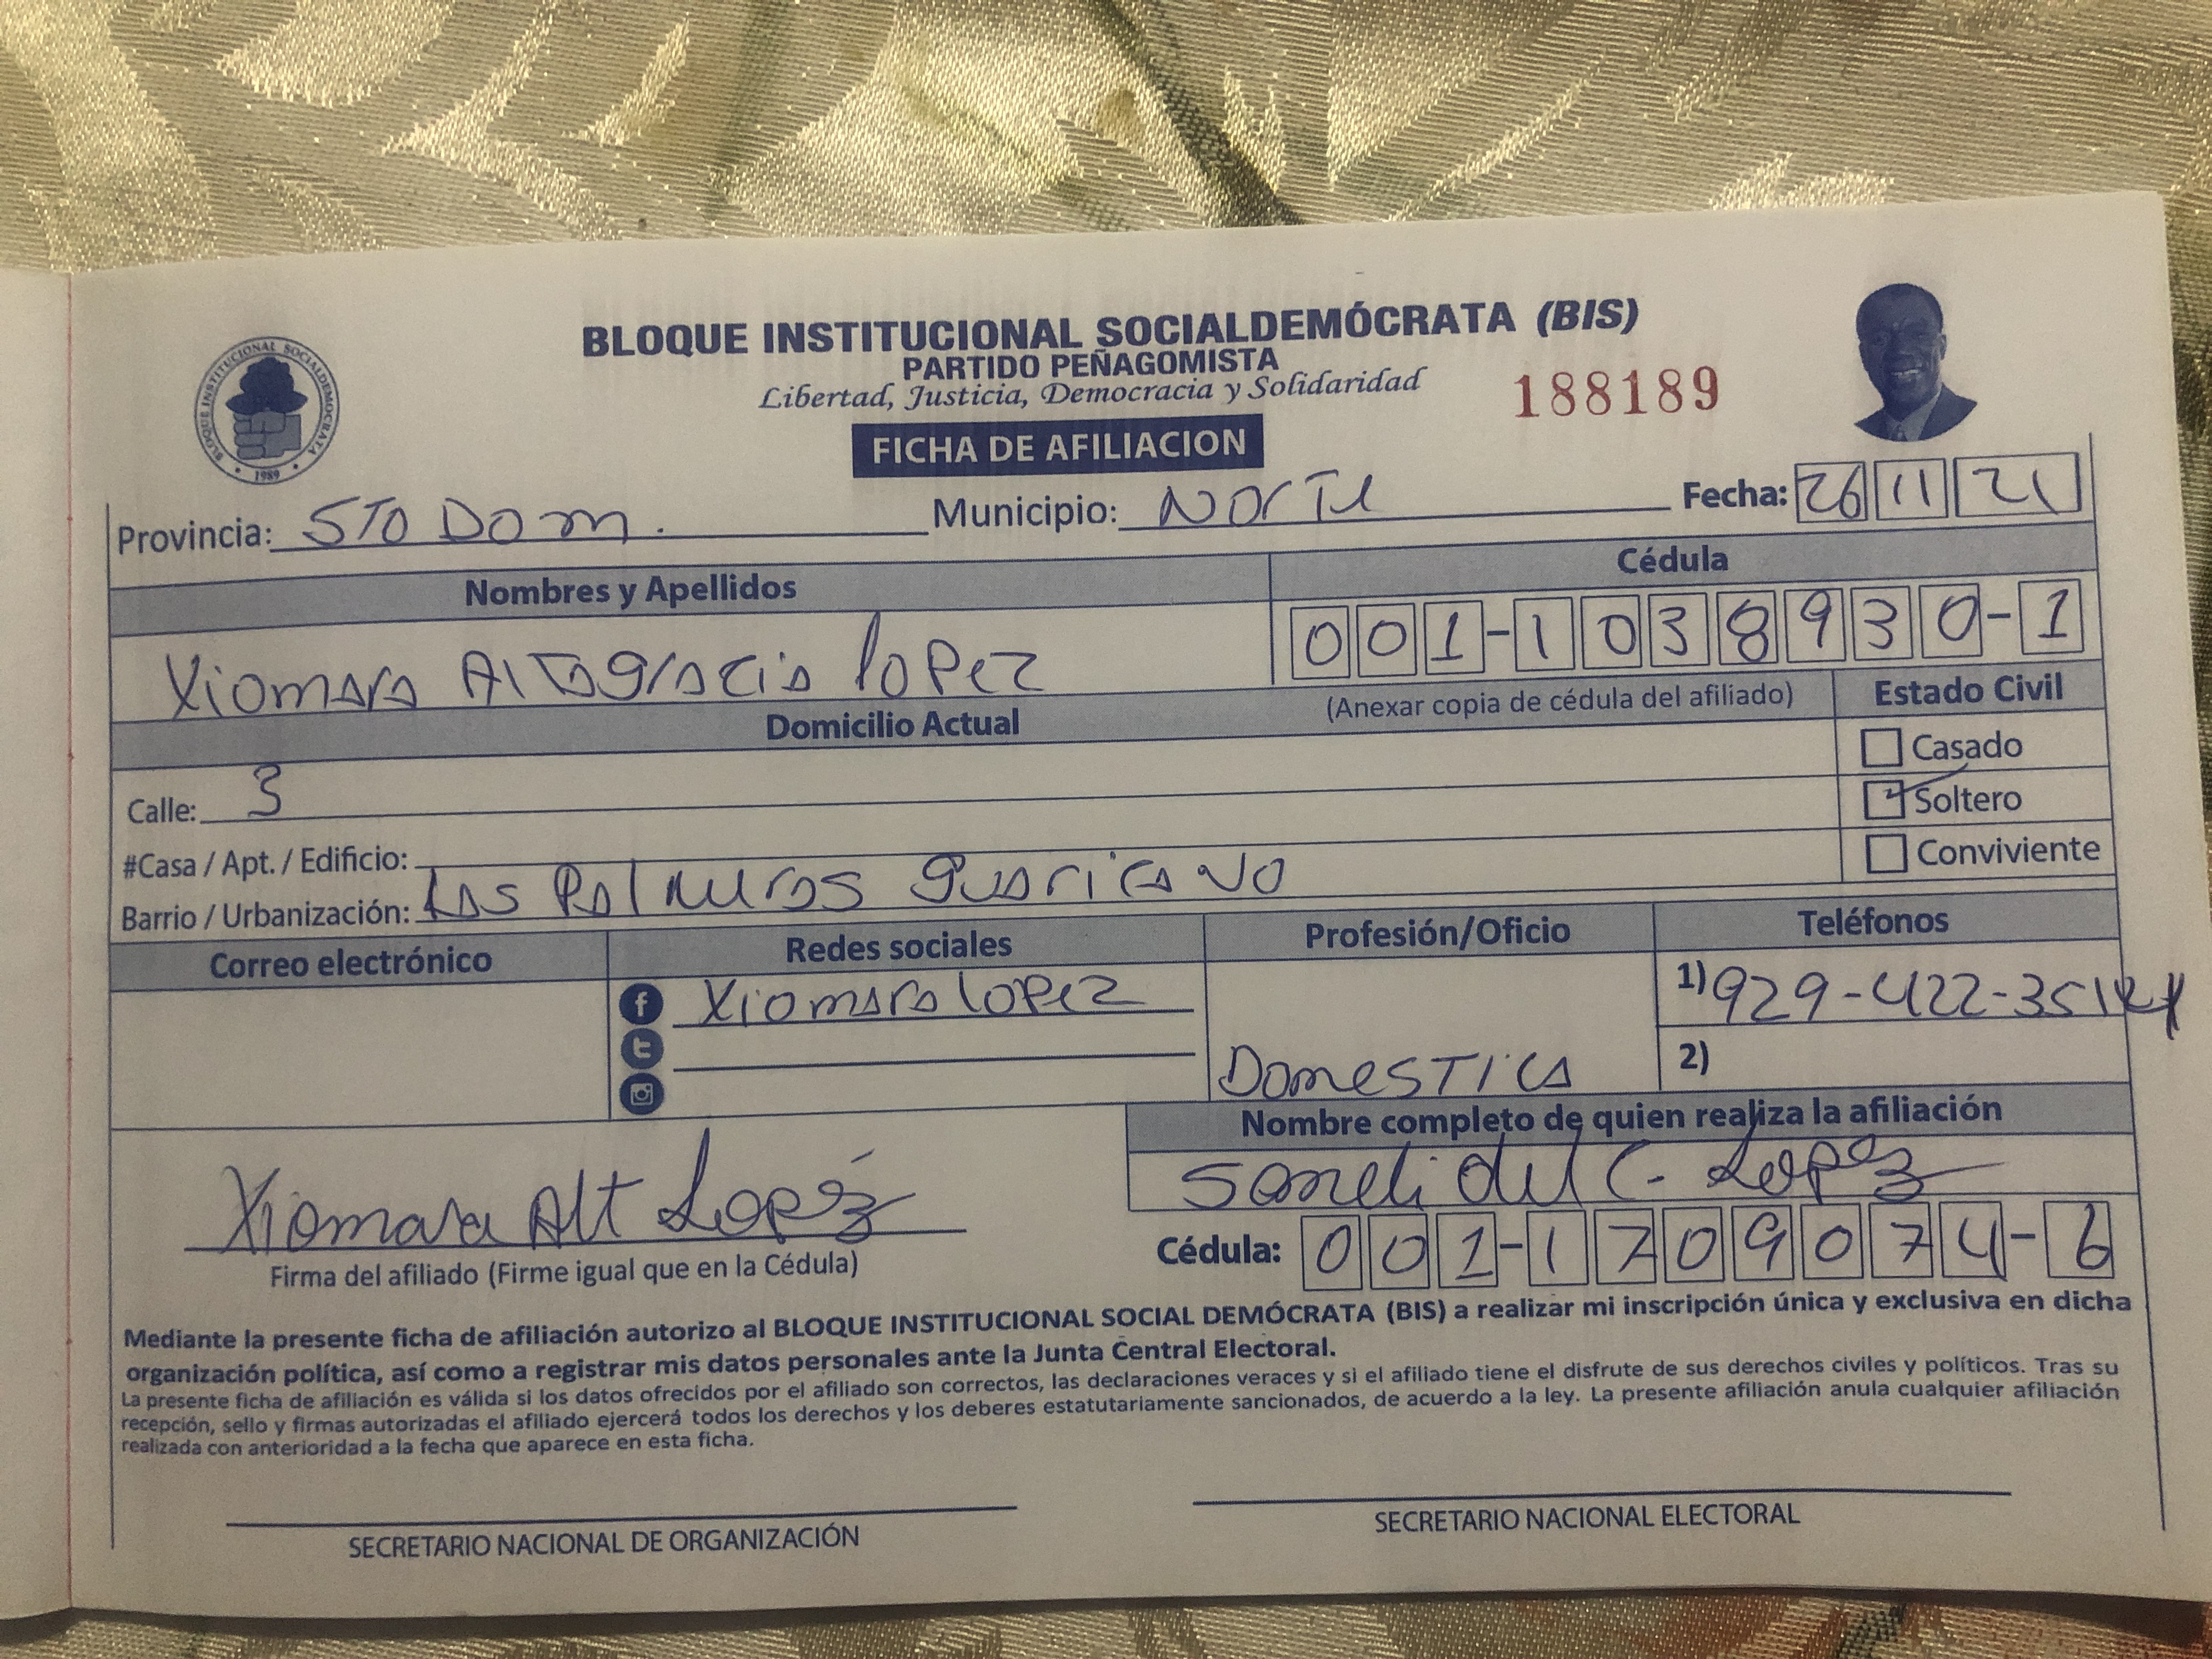 BLOQUE INSTITUCIONAL SOCIALDEMÓCRATA (BIS)
PARTIDO PEÑAGOMISTA
Libertad, Justicia, Democracia y Solidaridad
188189
BLOQUE INSTITUCIONAL SOCIALDEMOCRATA
1989
FICHA DE AFILIACION
Provincia: STO DOM. Municipio: NORTE Fecha: 26 11 21
Nombres y Apellidos Cédula
Xiomara Altagracia lopez 001-1038930-1
(Anexar copia de cédula del afiliado) Estado Civil
Domicilio Actual
Casado
Calle: 3
Soltero
#Casa / Apt. / Edificio:
Conviviente
Barrio / Urbanización: Las Palmeras guaricano
Correo electrónico Redes sociales Profesión/Oficio Teléfonos
Xiomara lopez 1) 929-422-351
Domestica 2)
Nombre completo de quien realiza la afiliación
Xiomara Alt Lopéz
Saneli del C. Lopéz
Firma del afiliado (Firme igual que en la Cédula) Cédula: 001-1709074-6
Mediante la presente ficha de afiliación autorizo al BLOQUE INSTITUCIONAL SOCIAL DEMÓCRATA (BIS) a realizar mi inscripción única y exclusiva en dicha
organización política, así como a registrar mis datos personales ante la Junta Central Electoral.
La presente ficha de afiliación es válida si los datos ofrecidos por el afiliado son correctos, las declaraciones veraces y si el afiliado tiene el disfrute de sus derechos civiles y políticos. Tras su
recepción, sello y firmas autorizadas el afiliado ejercerá todos los derechos y los deberes estatutariamente sancionados, de acuerdo a la ley. La presente afiliación anula cualquier afiliación
realizada con anterioridad a la fecha que aparece en esta ficha.
SECRETARIO NACIONAL DE ORGANIZACIÓN SECRETARIO NACIONAL ELECTORAL